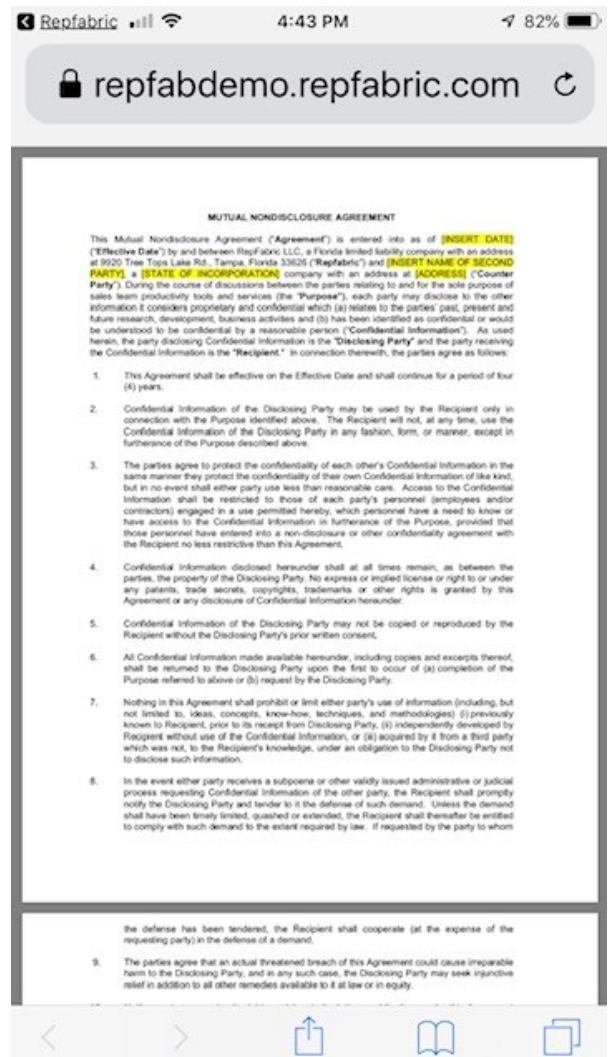 Repfabric
4:43 PM
82%
repfabdemo.repfabric.com
MUTUAL NONDISCLOSURE AGREEMENT
This Mutual Nondisclosure Agreement ("Agreement") is entered into as of [INSERT DATE]
("Effective Date") by and between RepFabric LLC, a Florida limited liability company with an address
at 9920 Tree Tops Lake Rd., Tampa, Florida 33626 ("Repfabric") and [INSERT NAME OF SECOND
PARTY], a [STATE OF INCORPORATION] company with an address at [ADDRESS] ("Counter
Party"). During the course of discussions between the parties relating to and for the sole purpose of
sales team productivity tools and services (the "Purpose"), each party may disclose to the other
information it considers proprietary and confidential which (a) relates to the parties' past, present and
future research, development, business activities and (b) has been identified as confidential or would
be understood to be confidential by a reasonable person ("Confidential Information"). As used
herein, the party disclosing Confidential Information is the "Disclosing Party" and the party receiving
the Confidential Information is the "Recipient." In connection therewith, the parties agree as follows:
1. This Agreement shall be effective on the Effective Date and shall continue for a period of four
(4) years.
2. Confidential Information of the Disclosing Party may be used by the Recipient only in
connection with the Purpose identified above. The Recipient will not, at any time, use the
Confidential Information of the Disclosing Party in any fashion, form, or manner, except in
furtherance of the Purpose described above.
3. The parties agree to protect the confidentiality of each other's Confidential Information in the
same manner they protect the confidentiality of their own Confidential Information of like kind,
but in no event shall either party use less than reasonable care. Access to the Confidential
Information shall be restricted to those of each party's personnel (employees and/or
contractors) engaged in a use permitted hereby, which personnel have a need to know or
have access to the Confidential Information in furtherance of the Purpose, provided that
those personnel have entered into a non-disclosure or other confidentiality agreement with
the Recipient no less restrictive than this Agreement.
4. Confidential Information disclosed hereunder shall at all times remain, as between the
parties, the property of the Disclosing Party. No express or implied license or right to or under
any patents, trade secrets, copyrights, trademarks or other rights is granted by this
Agreement or any disclosure of Confidential Information hereunder.
5. Confidential Information of the Disclosing Party may not be copied or reproduced by the
Recipient without the Disclosing Party's prior written consent.
6. All Confidential Information made available hereunder, including copies and excerpts thereof,
shall be returned to the Disclosing Party upon the first to occur of (a) completion of the
Purpose referred to above or (b) request by the Disclosing Party.
7. Nothing in this Agreement shall prohibit or limit either party's use of information (including, but
not limited to, ideas, concepts, know-how, techniques, and methodologies) (i) previously
known to Recipient, prior to its receipt from Disclosing Party, (ii) independently developed by
Recipient without use of the Confidential Information, or (iii) acquired by it from a third party
which was not, to the Recipient's knowledge, under an obligation to the Disclosing Party not
to disclose such information.
8. In the event either party receives a subpoena or other validly issued administrative or judicial
process requesting Confidential Information of the other party, the Recipient shall promptly
notify the Disclosing Party and tender to it the defense of such demand. Unless the demand
shall have been timely limited, quashed or extended, the Recipient shall thereafter be entitled
to comply with such demand to the extent required by law. If requested by the party to whom
the defense has been tendered, the Recipient shall cooperate (at the expense of the
requesting party) in the defense of a demand.
9. The parties agree that an actual threatened breach of this Agreement could cause irreparable
harm to the Disclosing Party, and in any such case, the Disclosing Party may seek injunctive
relief in addition to all other remedies available to it at law or in equity.